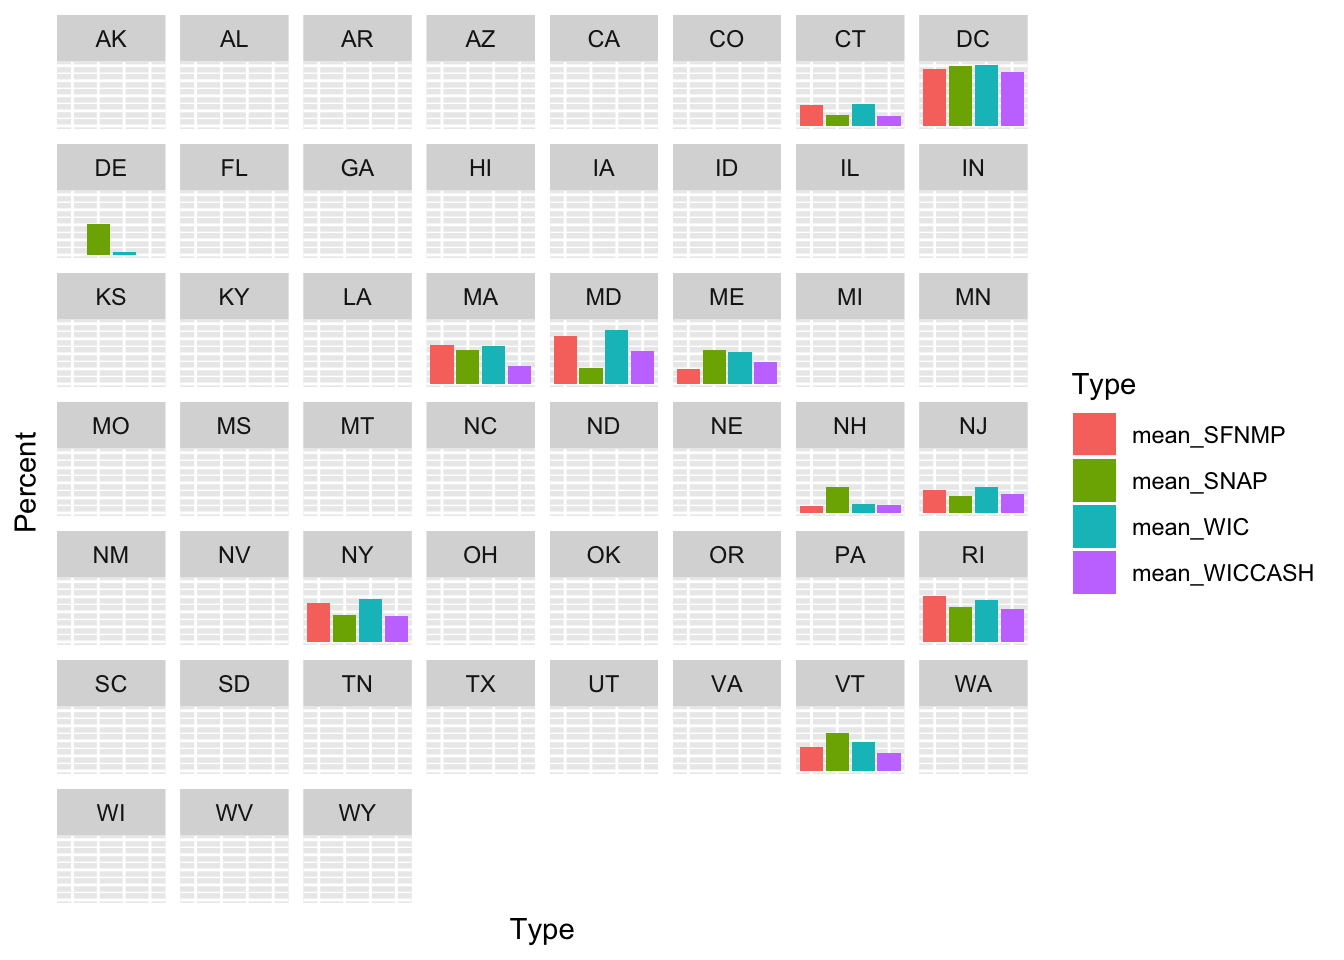 AK AL AR AZ CA CO CT DC
DE FL GA HI IA ID IL IN
KS KY LA MA MD ME MI MN
MO MS MT NC ND NE NH NJ
NM NV NY OH OK OR PA RI
SC SD TN TX UT VA VT WA
WI WV WY
Percent
Type
Type
mean_SFNMP
mean_SNAP
mean_WIC
mean_WICCASH